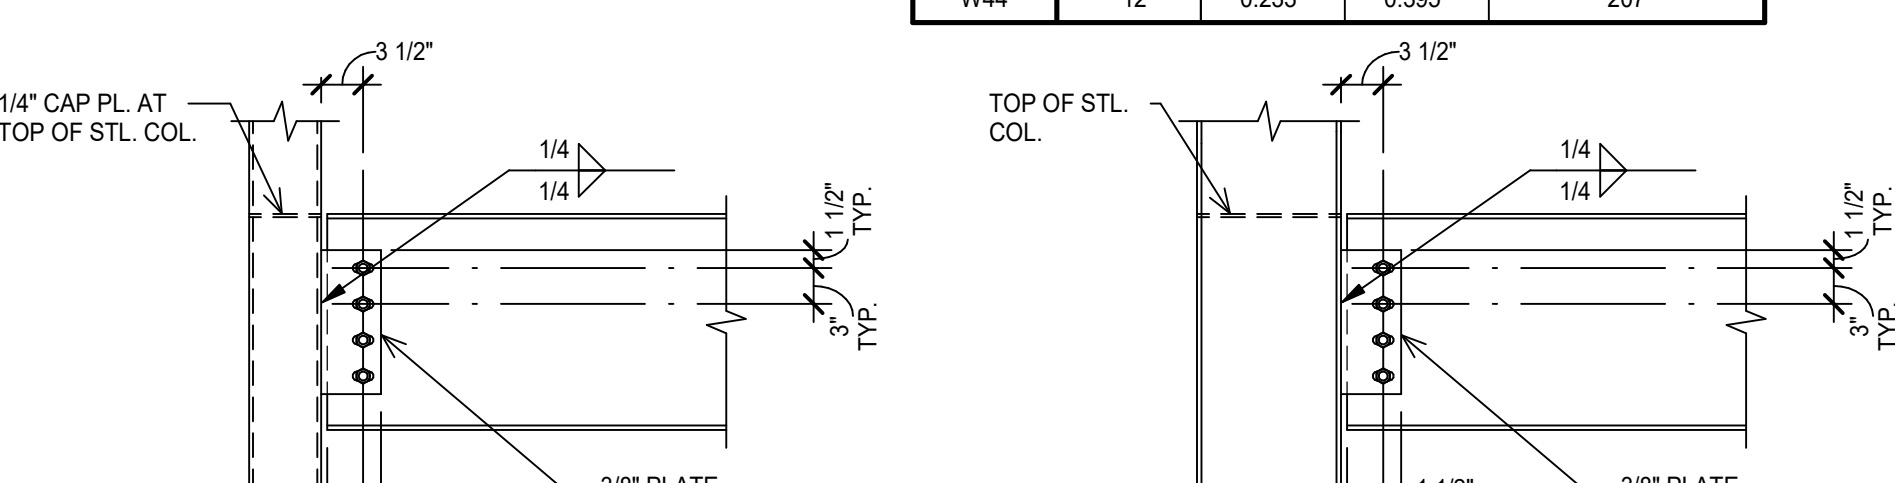 W44 12 0.255 0.395 207
3 1/2"
1/4" CAP PL. AT
TOP OF STL. COL.
1/4
1/4
1 1/2"
TYP.
3"
TYP.
3/8" PLATE
3 1/2"
TOP OF STL.
COL.
1/4
1/4
1 1/2"
TYP.
3"
TYP.
1 1/2"
3/8" PLATE